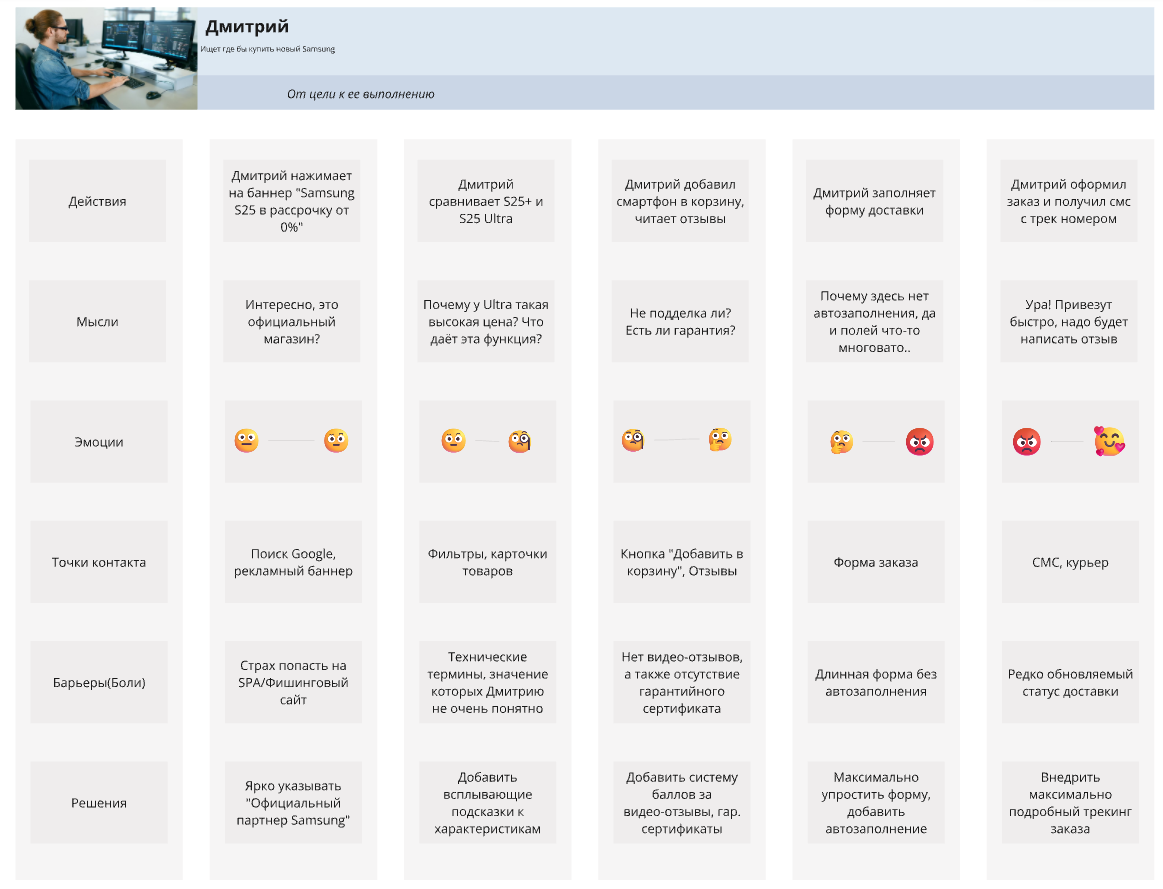 Дмитрий
Ищет где бы купить новый Samsung
От цели к ее выполнению
Действия
Дмитрий нажимает
на баннер "Samsung
S25 в рассрочку от
0%"
Дмитрий
сравнивает S25+ и
S25 Ultra
Дмитрий добавил
смартфон в корзину,
читает отзывы
Дмитрий заполняет
форму доставки
Дмитрий оформил
заказ и получил смс
с трек номером
Мысли
Интересно, это
официальный
магазин?
Почему у Ultra такая
высокая цена? Что
даёт эта функция?
Не подделка ли?
Есть ли гарантия?
Почему здесь нет
автозаполнения, да
и полей что-то
многовато..
Ура! Привезут
быстро, надо будет
написать отзыв
Эмоции
Точки контакта
Поиск Google,
рекламный баннер
Фильтры, карточки
товаров
Кнопка "Добавить в
корзину", Отзывы
Форма заказа
СМС, курьер
Барьеры(Боли)
Страх попасть на
SPA/Фишинговый
сайт
Технические
термины, значение
которых Дмитрию
не очень понятно
Нет видео-отзывов,
а также отсутствие
гарантийного
сертификата
Длинная форма без
автозаполнения
Редко обновляемый
статус доставки
Решения
Ярко указывать
"Официальный
партнер Samsung"
Добавить
всплывающие
подсказки к
характеристикам
Добавить систему
баллов за
видео-отзывы, гар.
сертификаты
Максимально
упростить форму,
добавить
автозаполнение
Внедрить
максимально
подробный трекинг
заказа